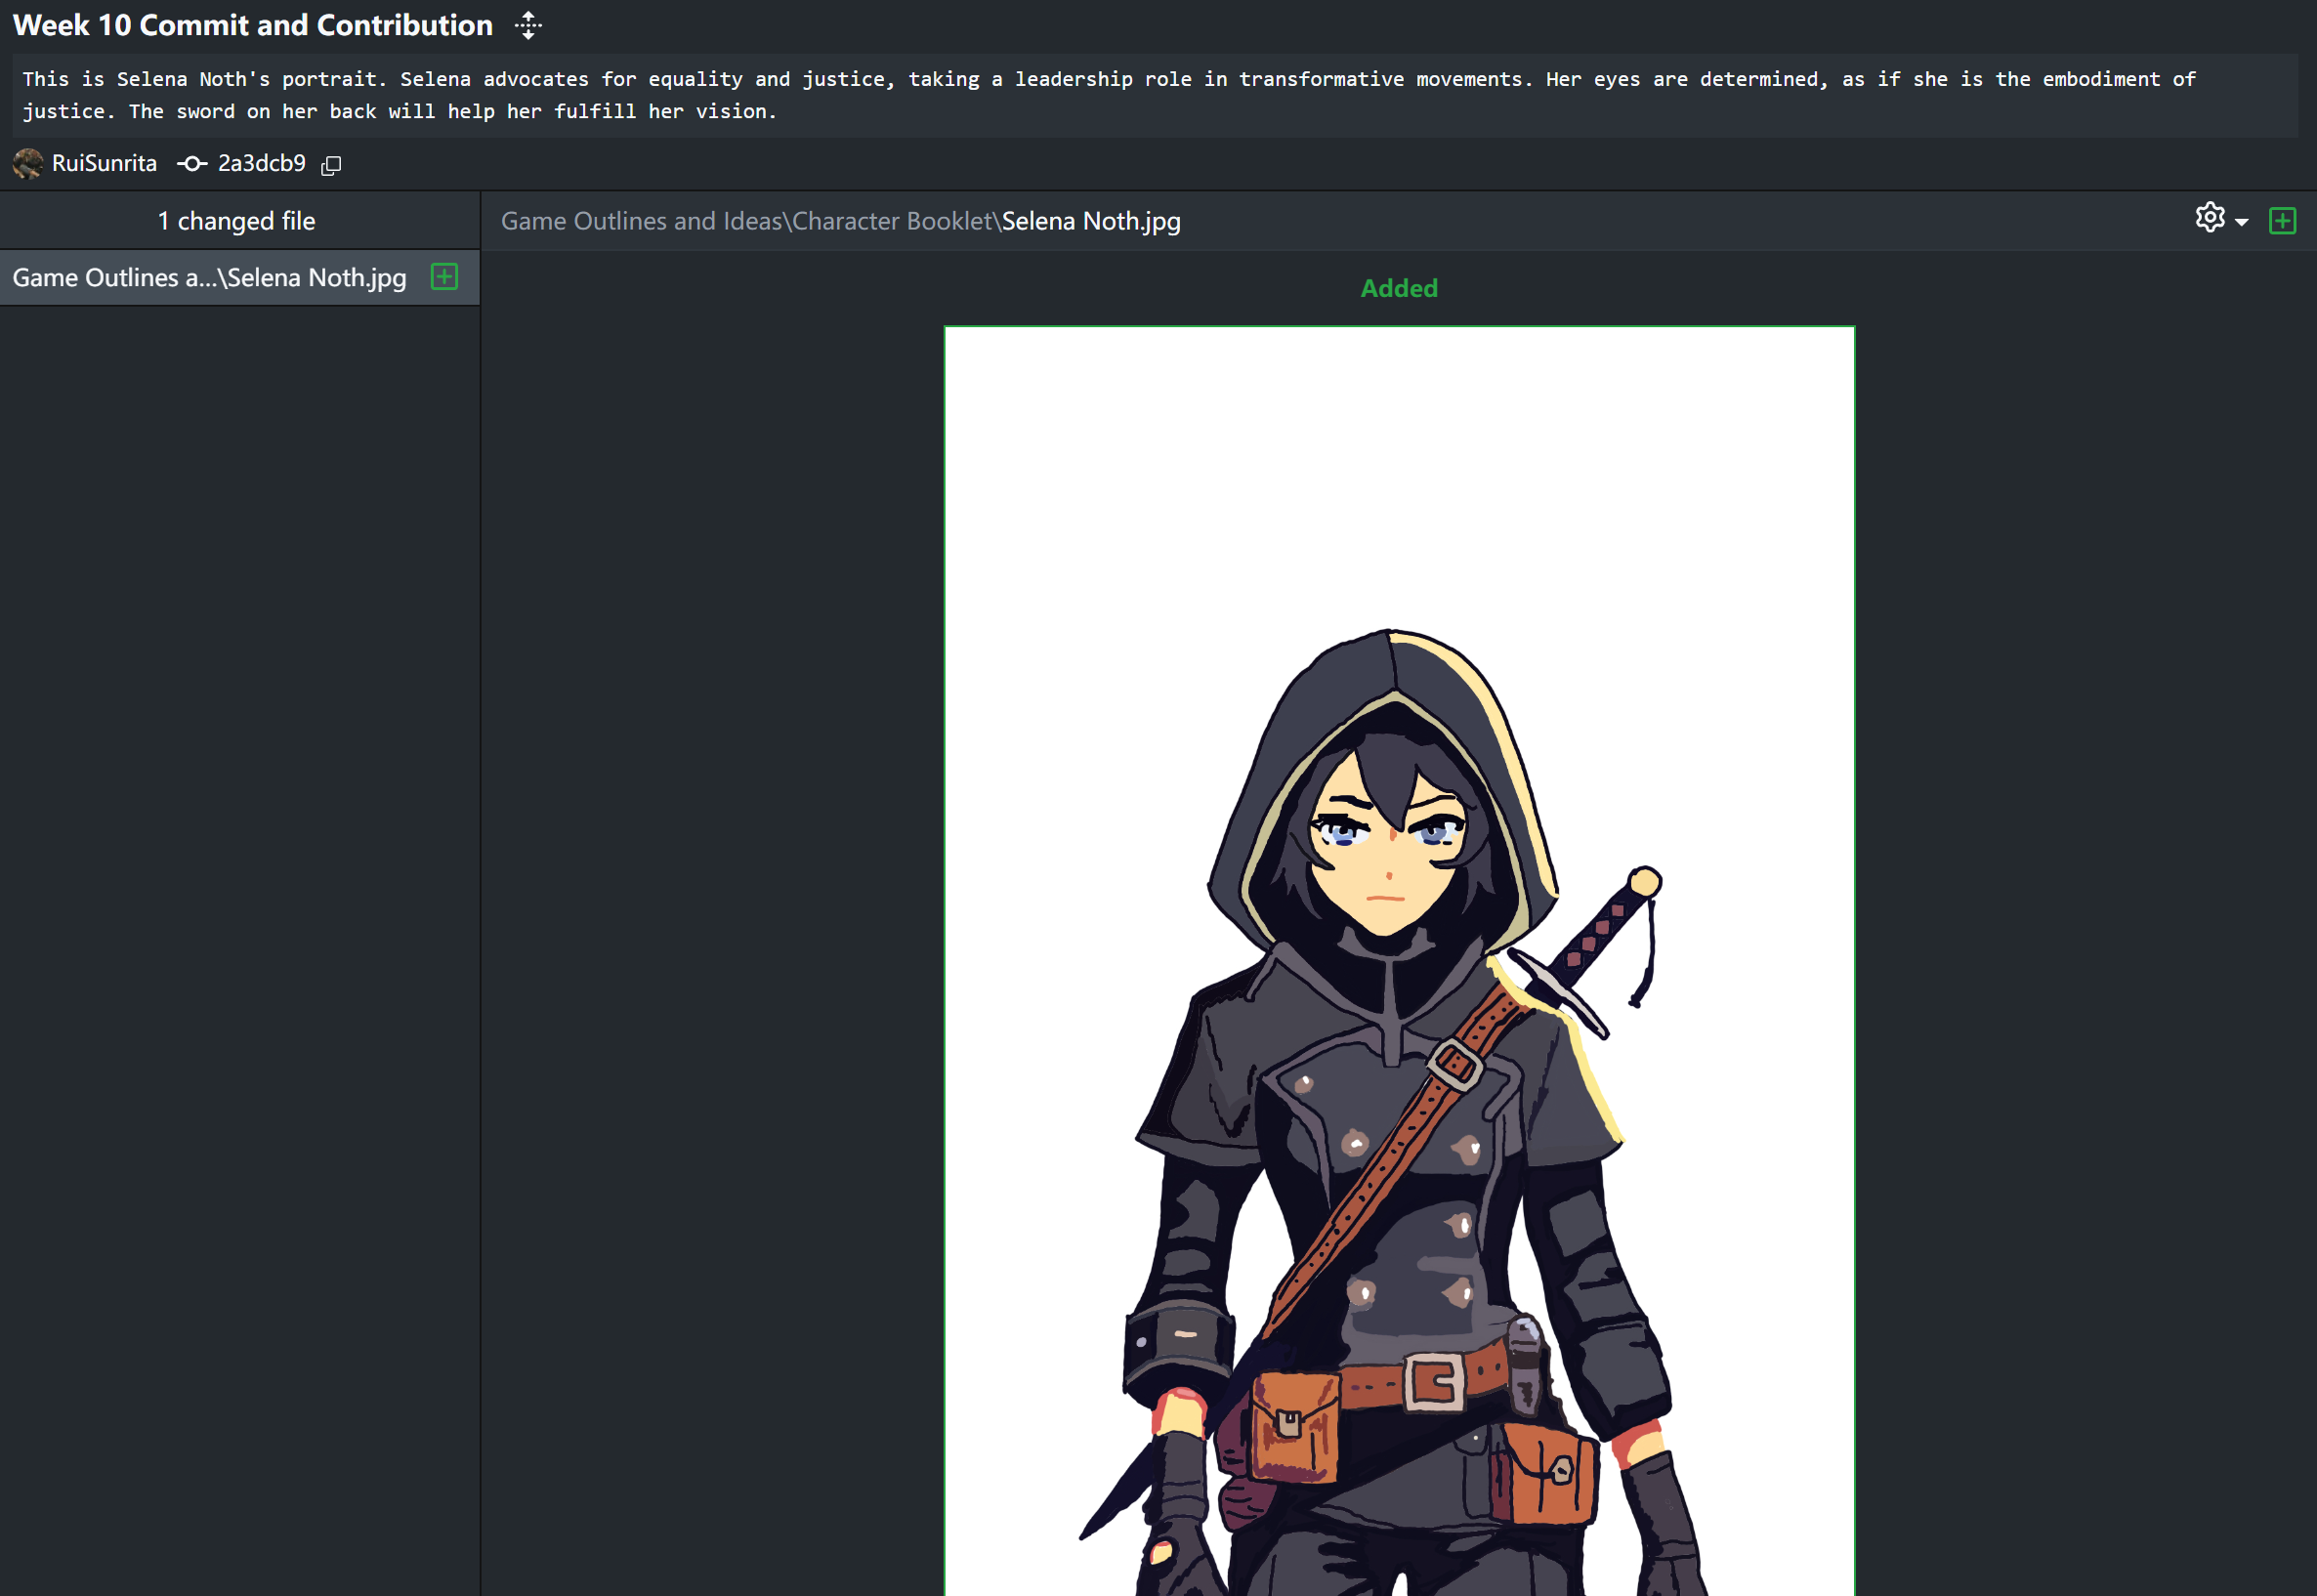 Week 10 Commit and Contribution
This is Selena Noth's portrait. Selena advocates for equality and justice, taking a leadership role in transformative movements. Her eyes are determined, as if she is the embodiment of
justice. The sword on her back will help her fulfill her vision.
RuiSunrita 2a3dcb9
1 changed file
Game Outlines and Ideas\Character Booklet\Selena Noth.jpg
Game Outlines a...\Selena Noth.jpg
Added